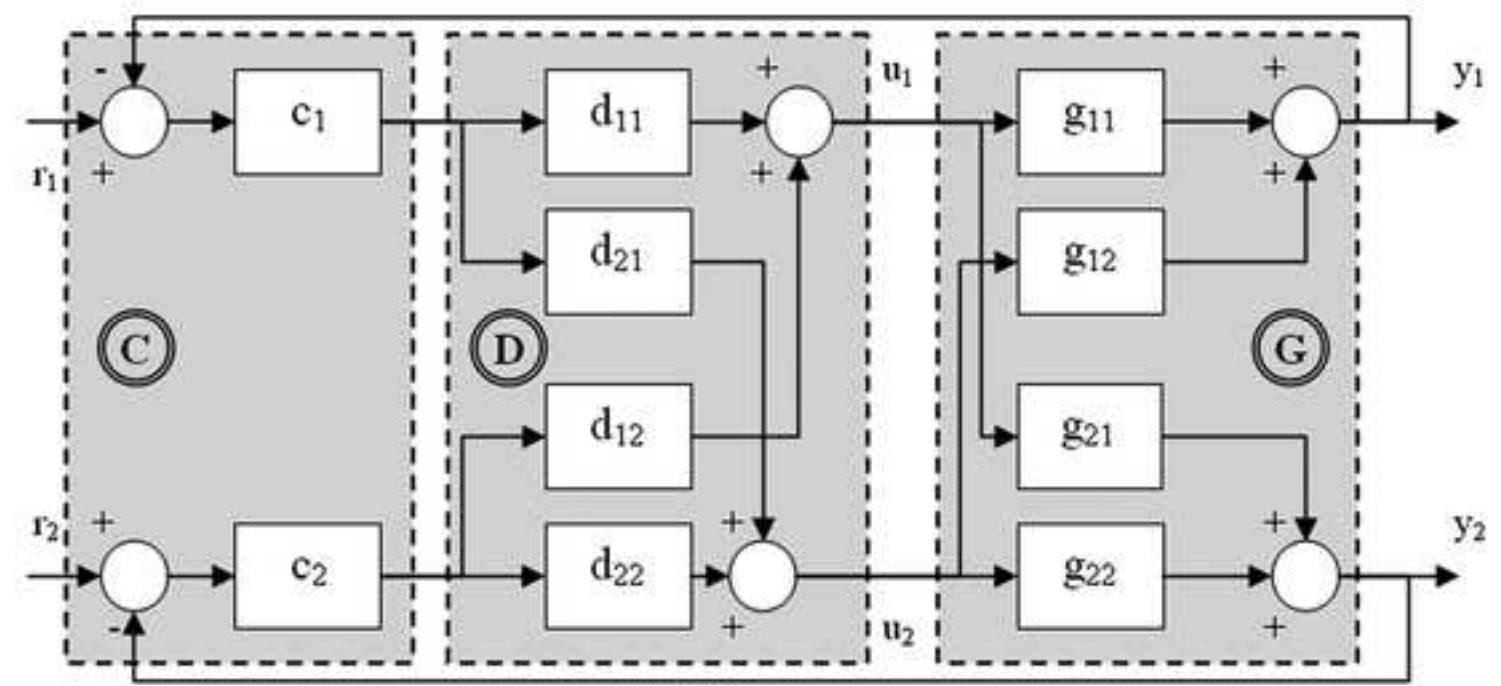 - + + u₁ + y₁
c₁ d₁₁ g₁₁
r₁ + + +
d₂₁ g₁₂
C D G
d₁₂ g₂₁
r₂ + + + y₂
c₂ d₂₂ g₂₂
- + u₂ +